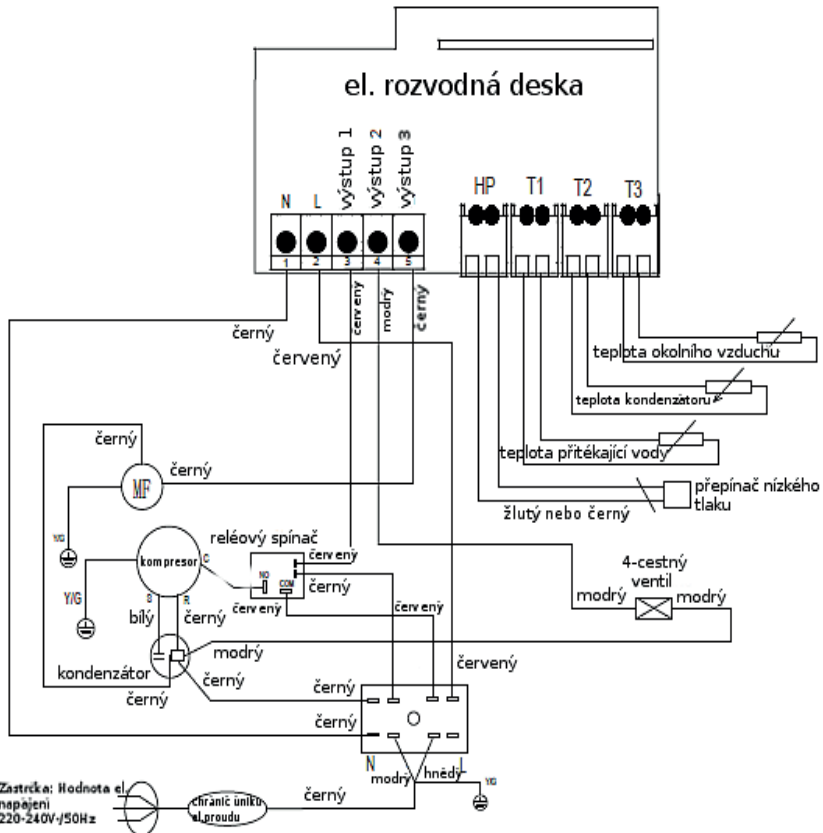 el. rozvodná deska
výstup 1
výstup 2
výstup 3
N
L
HP
T1
T2
T3
1
2
3
4
5
červený
modrý
černý
černý
červený
teplota okolního vzduchu
teplota kondenzátoru
teplota přitékající vody
přepínač nízkého
tlaku
žlutý nebo černý
černý
černý
MF
Y/G
reléový spínač
kompresor
C
NO
COM
červený
černý
červený
červený
4-cestný
ventil
modrý
modrý
Y/G
S
R
bílý
černý
modrý
kondenzátor
černý
černý
červený
černý
černý
O
N
L
modrý
hnědý
Y/G
Zastrčka: Hodnota el.
napájení
220-240V~/50Hz
chránič úniku
el.proudu
černý